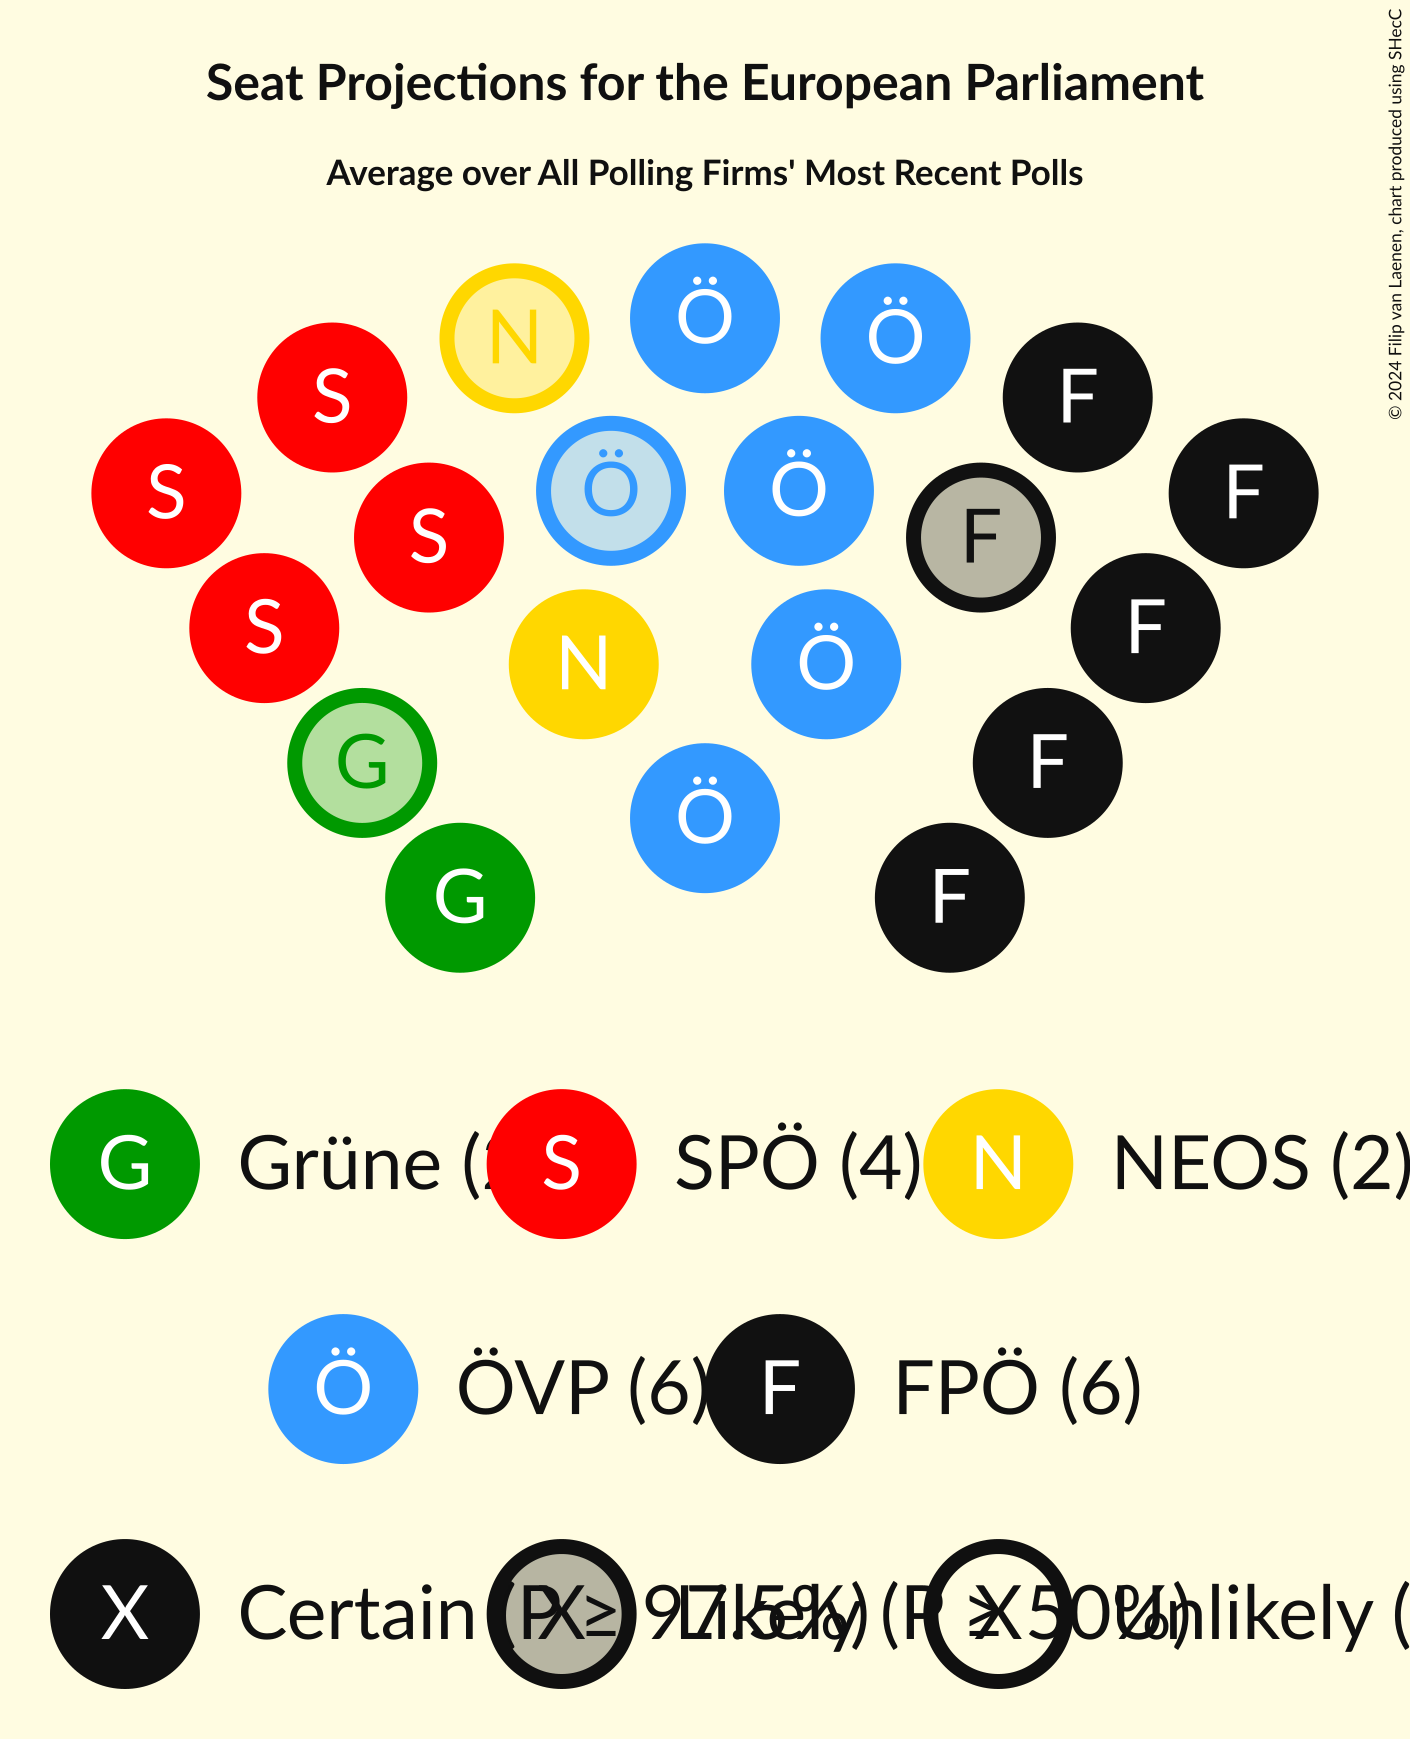 Seat Projections for the European Parliament
Average over All Polling Firms' Most Recent Polls
© 2024 Filip van Laenen, chart produced using SHecC
N Ö Ö
S F
S Ö Ö F
S F
S N Ö F
G F
G Ö F
G Grüne ( S SPÖ (4) N NEOS (2)
Ö ÖVP (6) F FPÖ (6)
X Certain (P ≥ 97.5%) X Likely (P ≥ 50%) X Unlikely (